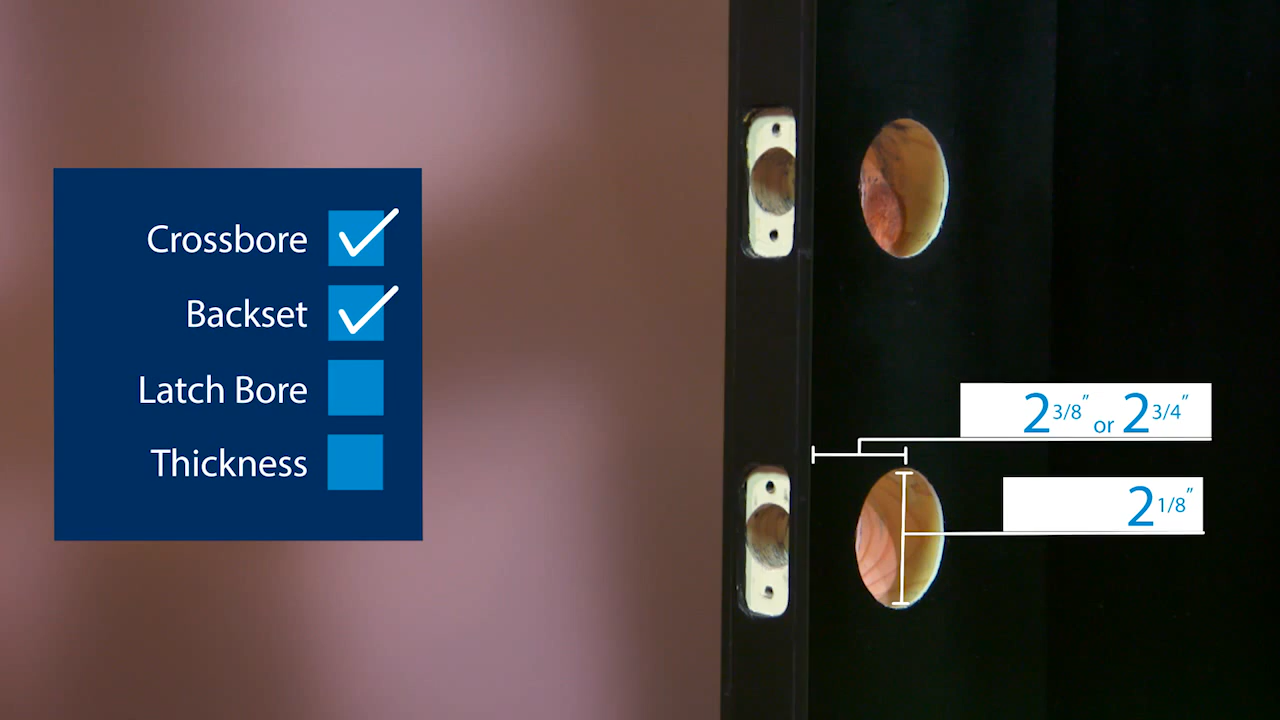 Crossbore
Backset
Latch Bore
Thickness
2 3/8" or 2 3/4"
2 1/8"